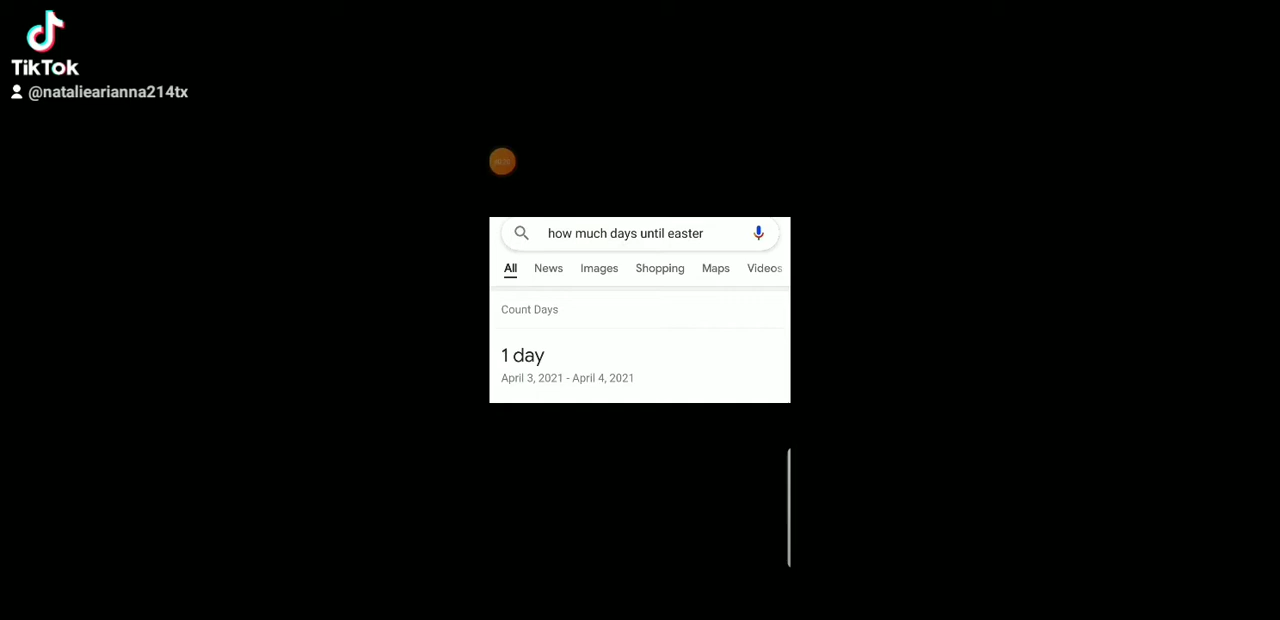 TikTok
@nataliearianna214tx
how much days until easter
All News Images Shopping Maps Videos
Count Days
1 day
April 3, 2021 - April 4, 2021